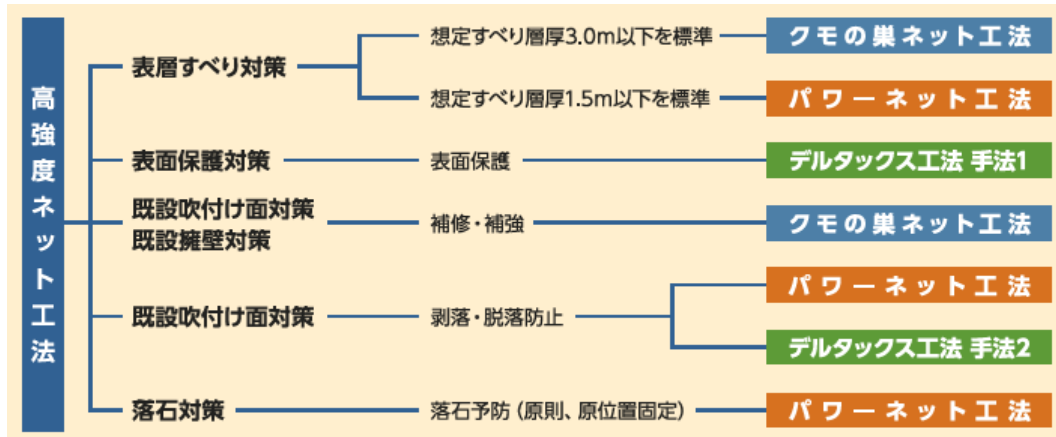 高強度ネット工法
表層すべり対策
想定すべり層厚3.0m以下を標準
クモの巣ネット工法
想定すべり層厚1.5m以下を標準
パワーネット工法
表面保護対策
表面保護
デルタックス工法 手法1
既設吹付け面対策
既設擁壁対策
補修・補強
クモの巣ネット工法
既設吹付け面対策
剥落・脱落防止
パワーネット工法
デルタックス工法 手法2
落石対策
落石予防（原則、原位置固定）
パワーネット工法